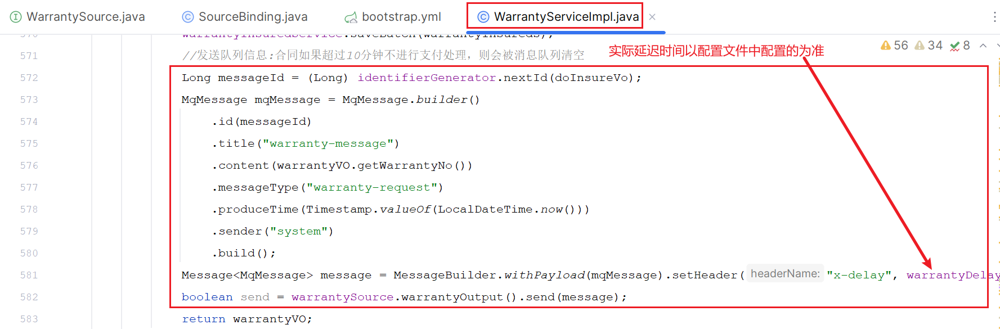 WarrantySource.java SourceBinding.java bootstrap.yml WarrantyServiceImpl.java
warrantyInsuredService.saveBatch(warrantyInsureds);
实际延迟时间以配置文件中配置的为准 56 34 8
571 //发送队列信息:合同如果超过10分钟不进行支付处理，则会被消息队列清空
572 Long messageId = (Long) identifierGenerator.nextId(doInsureVo);
573 MqMessage mqMessage = MqMessage.builder()
574 .id(messageId)
575 .title("warranty-message")
576 .content(warrantyVO.getWarrantyNo())
577 .messageType("warranty-request")
578 .produceTime(Timestamp.valueOf(LocalDateTime.now()))
579 .sender("system")
580 .build();
581 Message<MqMessage> message = MessageBuilder.withPayload(mqMessage).setHeader( headerName: "x-delay", warrantyDelay
582 boolean send = warrantySource.warrantyOutput().send(message);
583 return warrantyVO;